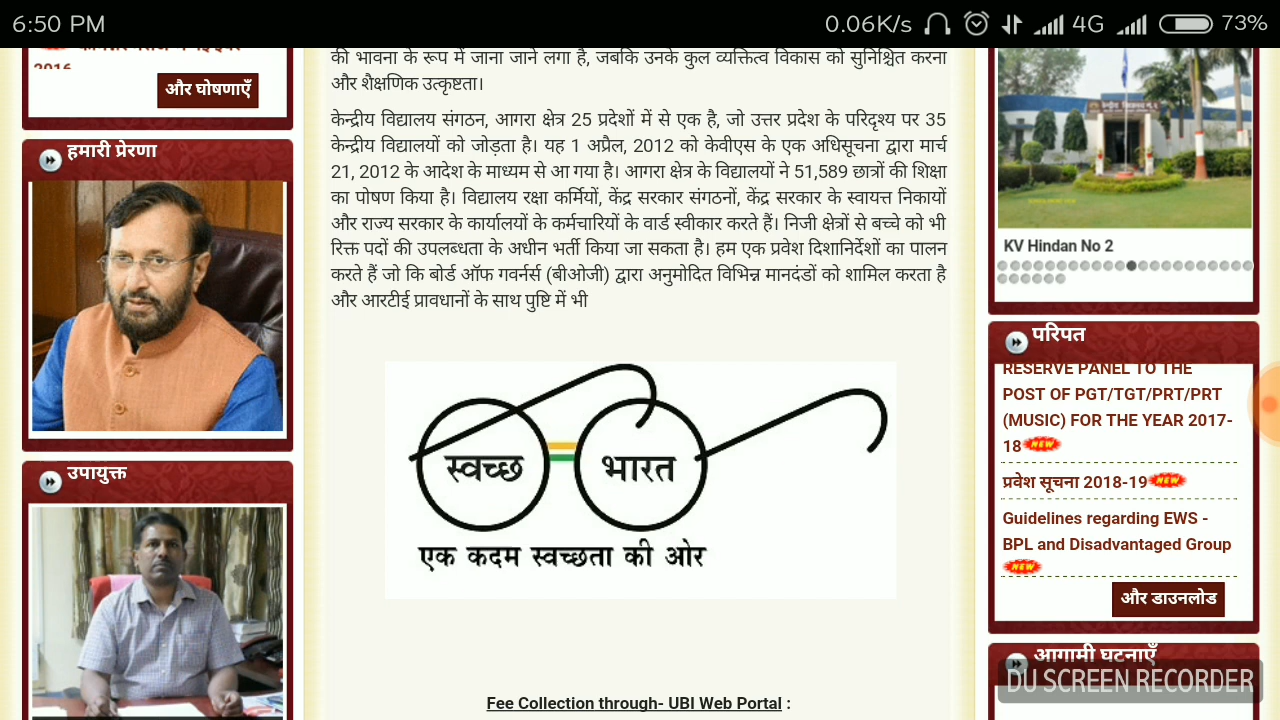 6:50 PM
0.06K/s
4G
73%
2016
और घोषणाएँ
हमारी प्रेरणा
उपायुक्त
की भावना के रूप में जाना जाने लगा है, जबकि उनके कुल व्यक्तित्व विकास को सुनिश्चित करना
और शैक्षणिक उत्कृष्टता।
केन्द्रीय विद्यालय संगठन, आगरा क्षेत्र 25 प्रदेशों में से एक है, जो उत्तर प्रदेश के परिदृश्य पर 35
केन्द्रीय विद्यालयों को जोड़ता है। यह 1 अप्रैल, 2012 को केवीएस के एक अधिसूचना द्वारा मार्च
21, 2012 के आदेश के माध्यम से आ गया है। आगरा क्षेत्र के विद्यालयों ने 51,589 छात्रों की शिक्षा
का पोषण किया है। विद्यालय रक्षा कर्मियों, केंद्र सरकार संगठनों, केंद्र सरकार के स्वायत्त निकायों
और राज्य सरकार के कार्यालयों के कर्मचारियों के वार्ड स्वीकार करते हैं। निजी क्षेत्रों से बच्चे को भी
रिक्त पदों की उपलब्धता के अधीन भर्ती किया जा सकता है। हम एक प्रवेश दिशानिर्देशों का पालन
करते हैं जो कि बोर्ड ऑफ गवर्नर्स (बीओजी) द्वारा अनुमोदित विभिन्न मानदंडों को शामिल करता है
और आरटीई प्रावधानों के साथ पुष्टि में भी
स्वच्छ भारत
एक कदम स्वच्छता की ओर
Fee Collection through- UBI Web Portal :
KV Hindan No 2
परिपत
RESERVE PANEL TO THE
POST OF PGT/TGT/PRT/PRT
(MUSIC) FOR THE YEAR 2017-
18 NEW
प्रवेश सूचना 2018-19 NEW
Guidelines regarding EWS -
BPL and Disadvantaged Group
NEW
और डाउनलोड
आगामी घटनाएँ
DU SCREEN RECORDER